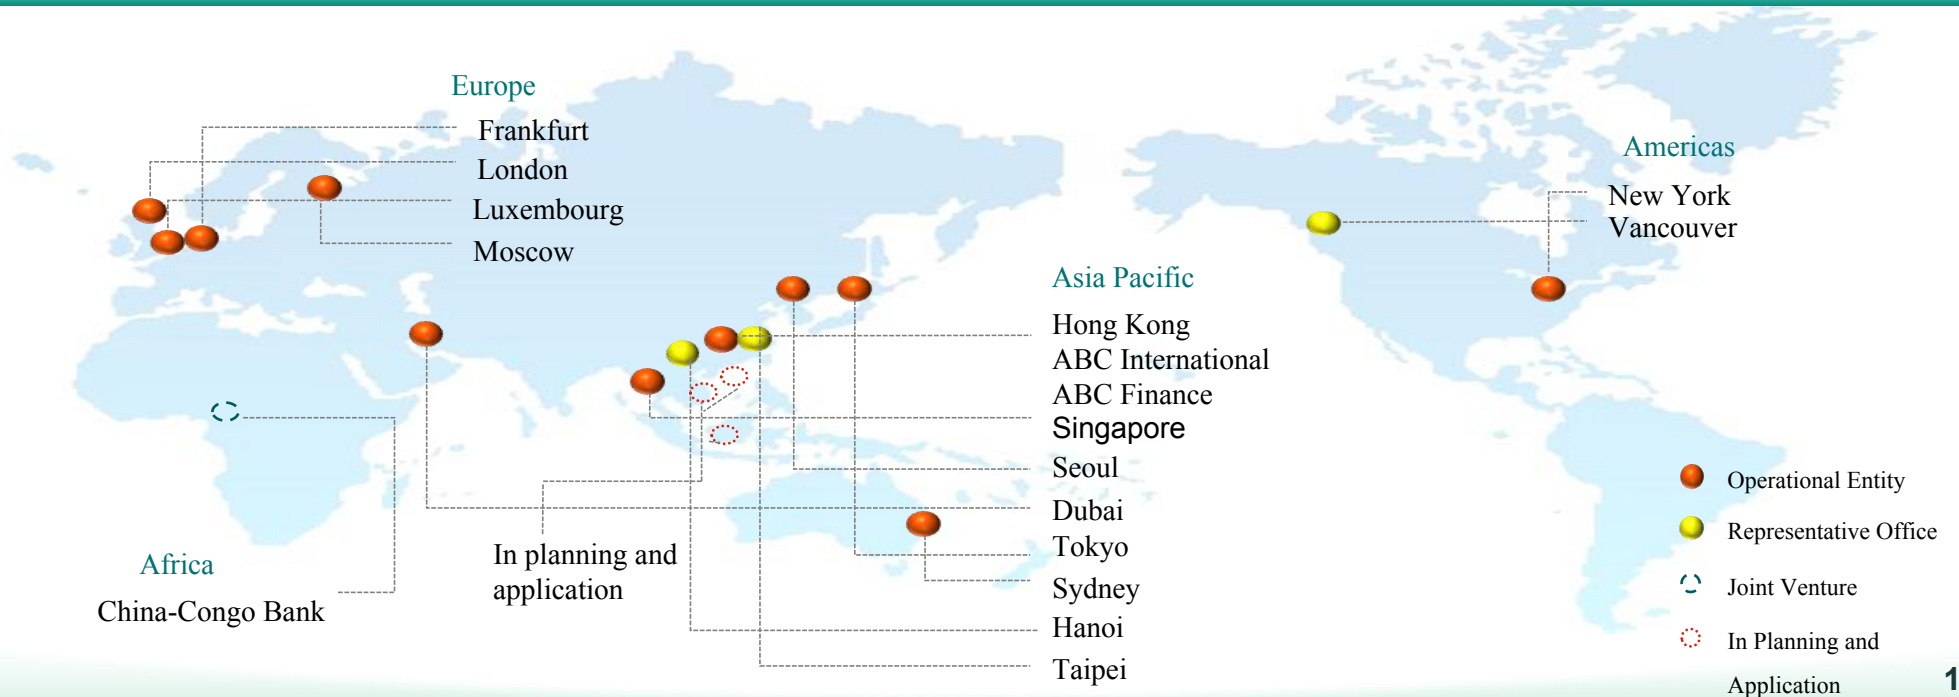 Europe
Frankfurt
London
Luxembourg
Moscow
Americas
New York
Vancouver
Asia Pacific
Hong Kong
ABC International
ABC Finance
Singapore
Seoul
Dubai
Tokyo
Sydney
Hanoi
Taipei
In planning and
application
Africa
China-Congo Bank
Operational Entity
Representative Office
Joint Venture
In Planning and
Application
1